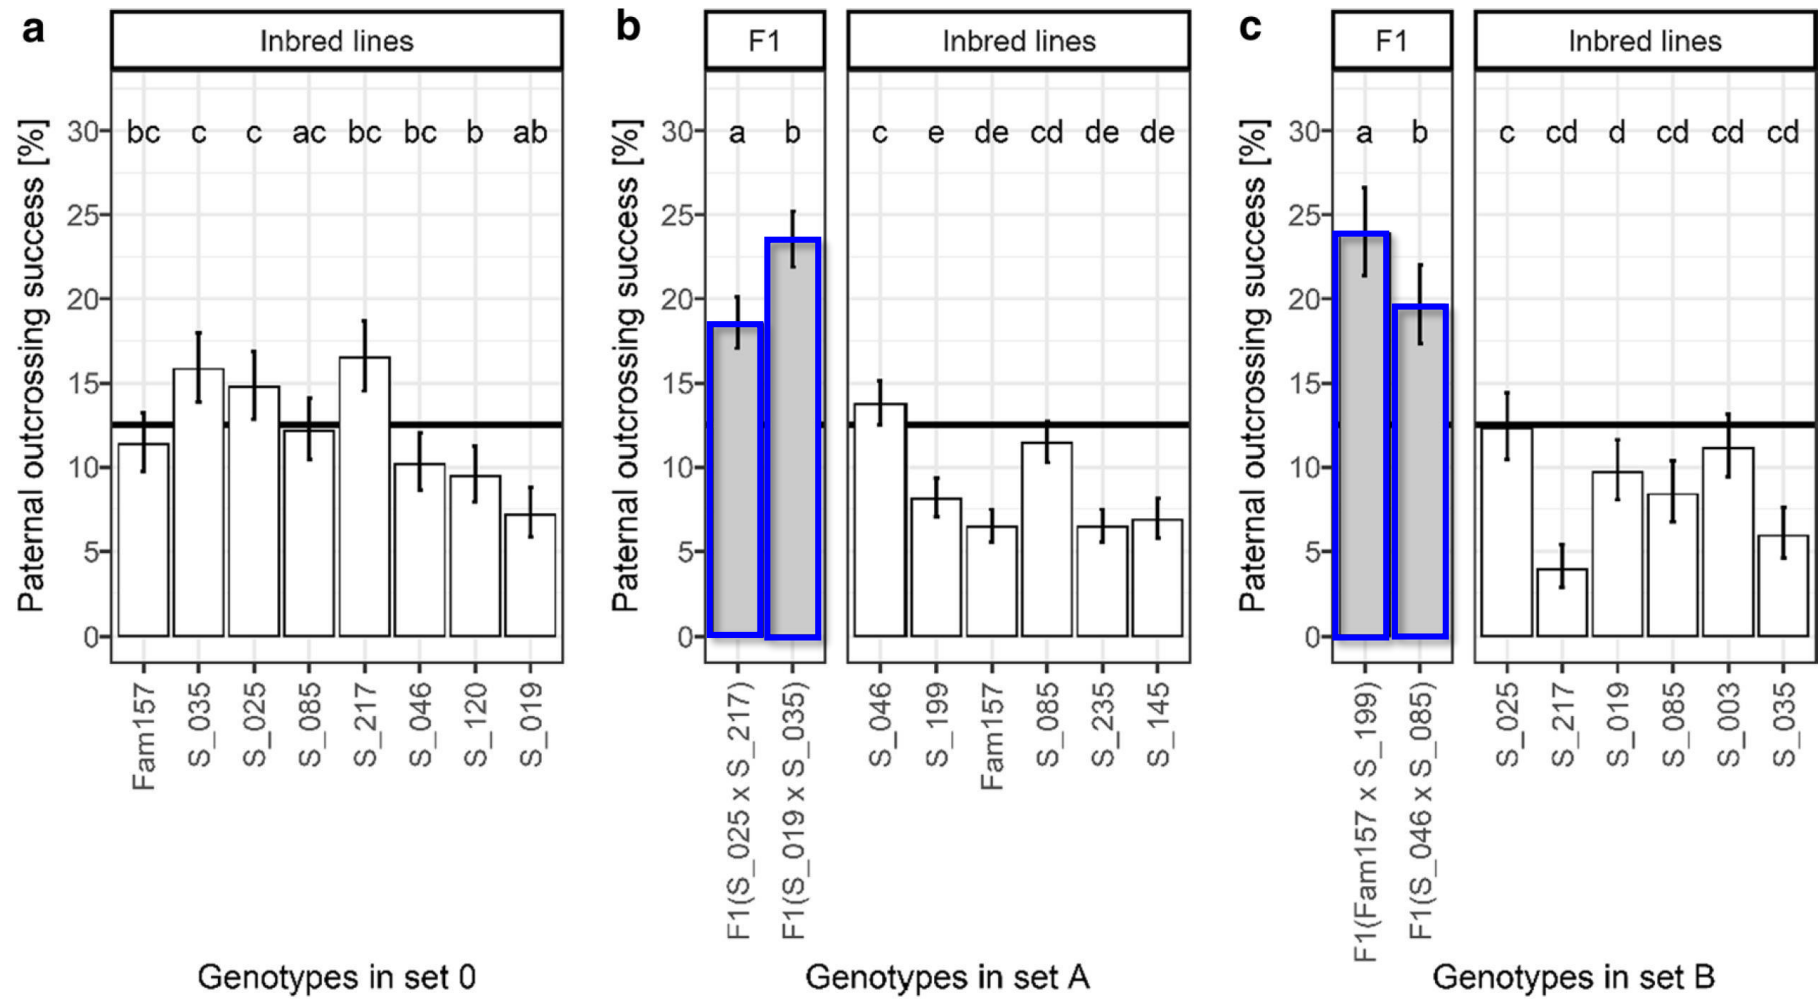 a
Inbred lines
Paternal outcrossing success [%]
30
25
20
15
10
5
0
bc c c ac bc bc b ab
Fam157
S_035
S_025
S_085
S_217
S_046
S_120
S_019
Genotypes in set 0
b
F1
Inbred lines
Paternal outcrossing success [%]
30
25
20
15
10
5
0
a b
c e de cd de de
F1(S_025 x S_217)
F1(S_019 x S_035)
S_046
S_199
Fam157
S_085
S_235
S_145
Genotypes in set A
c
F1
Inbred lines
Paternal outcrossing success [%]
30
25
20
15
10
5
0
a b
c cd d cd cd cd
F1(Fam157 x S_199)
F1(S_046 x S_085)
S_025
S_217
S_019
S_085
S_003
S_035
Genotypes in set B